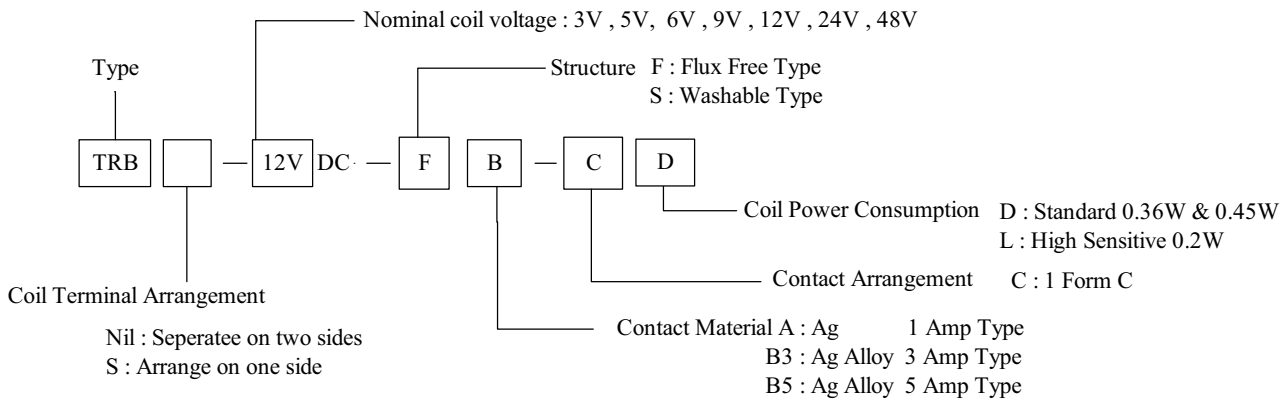 Nominal coil voltage : 3V , 5V, 6V , 9V , 12V , 24V , 48V
Type
Structure F : Flux Free Type
S : Washable Type
TRB — 12V DC - F B — C D
Coil Power Consumption D : Standard 0.36W & 0.45W
L : High Sensitive 0.2W
Contact Arrangement C : 1 Form C
Coil Terminal Arrangement
Nil : Seperatee on two sides
S : Arrange on one side
Contact Material A : Ag 1 Amp Type
B3 : Ag Alloy 3 Amp Type
B5 : Ag Alloy 5 Amp Type